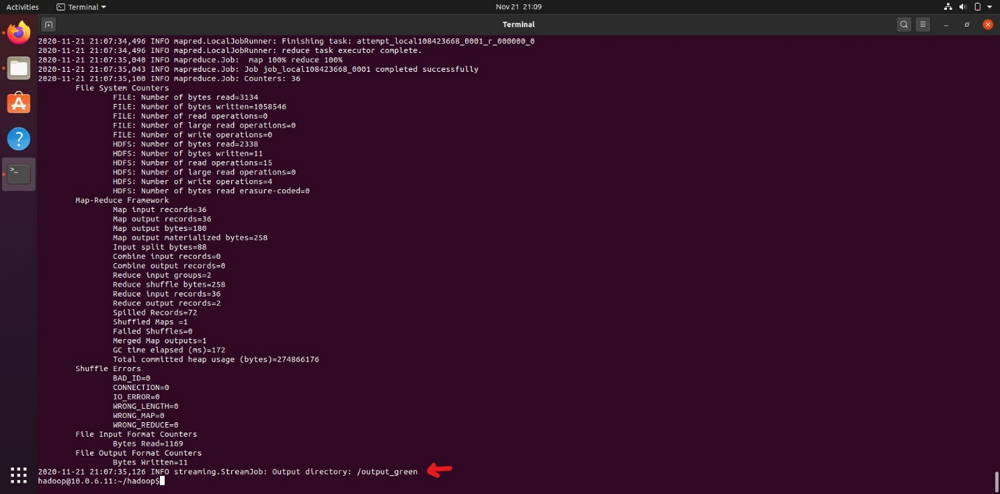 Activities
Terminal
Nov 21 21:09
Terminal
2020-11-21 21:07:34,496 INFO mapred.LocalJobRunner: Finishing task: attempt_local108423668_0001_r_000000_0
2020-11-21 21:07:34,496 INFO mapred.LocalJobRunner: reduce task executor complete.
2020-11-21 21:07:35,040 INFO mapreduce.Job:  map 100% reduce 100%
2020-11-21 21:07:35,043 INFO mapreduce.Job: Job job_local108423668_0001 completed successfully
2020-11-21 21:07:35,100 INFO mapreduce.Job: Counters: 36
File System Counters
FILE: Number of bytes read=3134
FILE: Number of bytes written=1058546
FILE: Number of read operations=0
FILE: Number of large read operations=0
FILE: Number of write operations=0
HDFS: Number of bytes read=2338
HDFS: Number of bytes written=11
HDFS: Number of read operations=15
HDFS: Number of large read operations=0
HDFS: Number of write operations=4
HDFS: Number of bytes read erasure-coded=0
Map-Reduce Framework
Map input records=36
Map output records=36
Map output bytes=180
Map output materialized bytes=258
Input split bytes=88
Combine input records=0
Combine output records=0
Reduce input groups=2
Reduce shuffle bytes=258
Reduce input records=36
Reduce output records=2
Spilled Records=72
Shuffled Maps =1
Failed Shuffles=0
Merged Map outputs=1
GC time elapsed (ms)=172
Total committed heap usage (bytes)=274866176
Shuffle Errors
BAD_ID=0
CONNECTION=0
IO_ERROR=0
WRONG_LENGTH=0
WRONG_MAP=0
WRONG_REDUCE=0
File Input Format Counters
Bytes Read=1169
File Output Format Counters
Bytes Written=11
2020-11-21 21:07:35,126 INFO streaming.StreamJob: Output directory: /output_green
hadoop@10.0.6.11:~/hadoop$